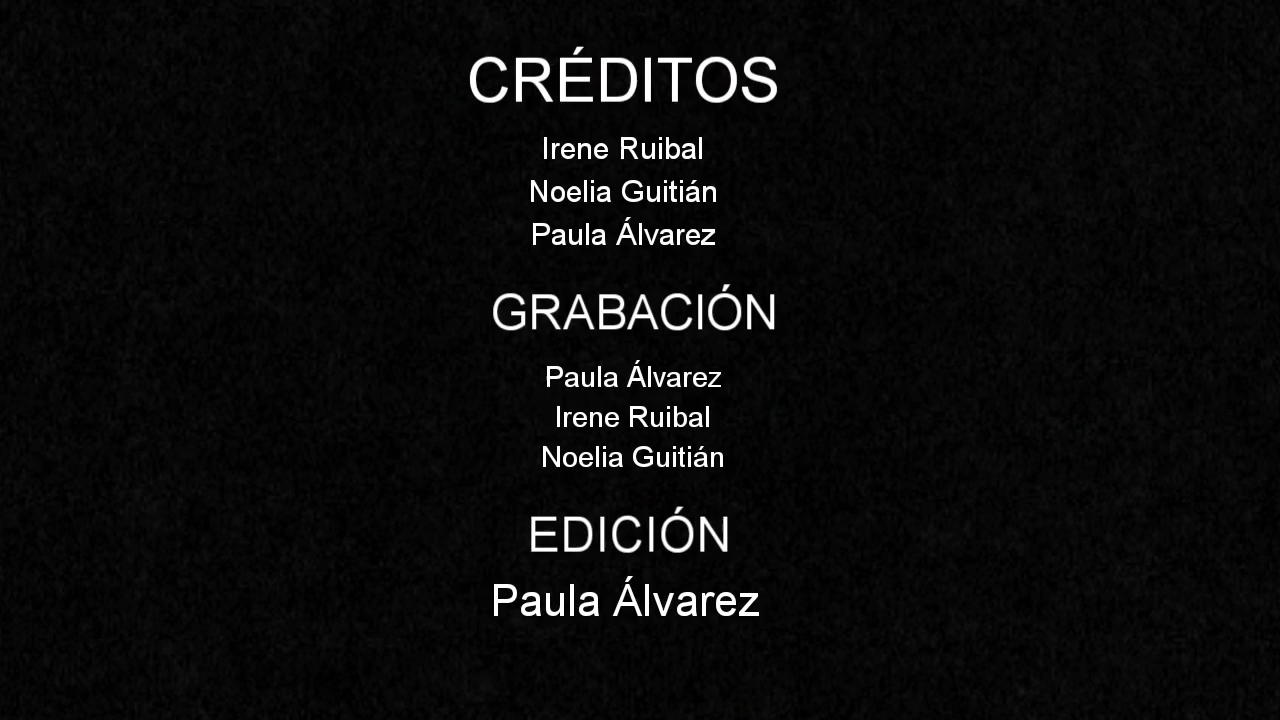 CRÉDITOS
Irene Ruibal
Noelia Guitián
Paula Álvarez
GRABACIÓN
Paula Álvarez
Irene Ruibal
Noelia Guitián
EDICIÓN
Paula Álvarez